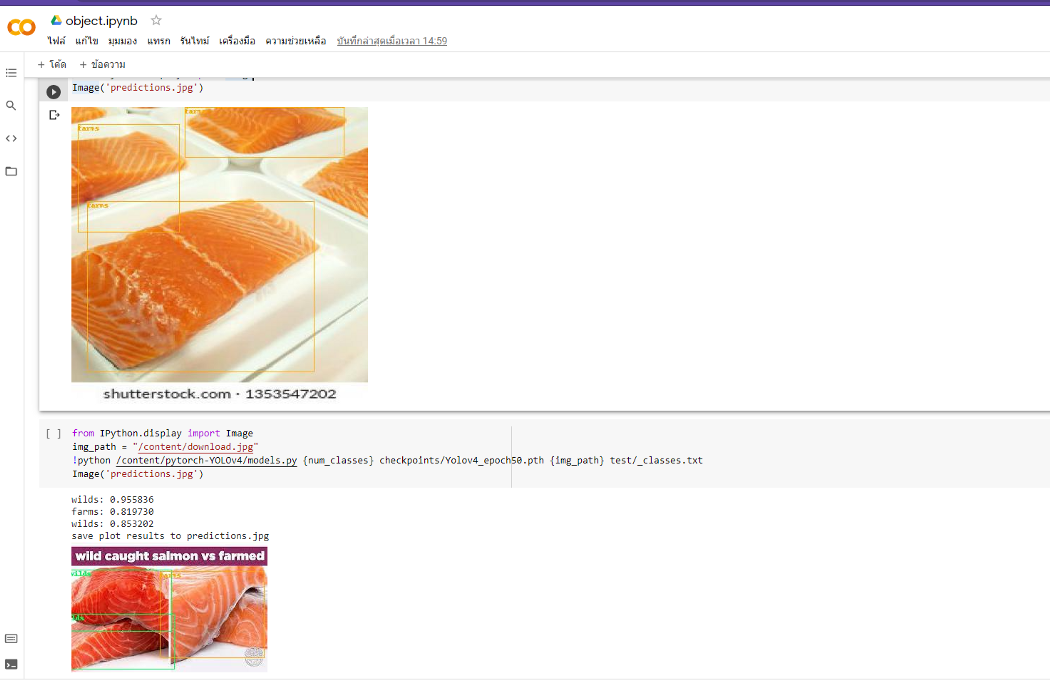 CO object.ipynb
ไฟล์ แก้ไข มุมมอง แทรก รันไทม์ เครื่องมือ ความช่วยเหลือ บันทึกล่าสุดเมื่อเวลา 14:59
+ โค้ด + ข้อความ
Image('predictions.jpg')
farms
farms
farms
shutterstock.com · 1353547202
[ ] from IPython.display import Image
img_path = "/content/download.jpg"
!python /content/pytorch-YOLOv4/models.py {num_classes} checkpoints/Yolov4_epoch50.pth {img_path} test/_classes.txt
Image('predictions.jpg')
wilds: 0.955836
farms: 0.819730
wilds: 0.853202
save plot results to predictions.jpg
wild caught salmon vs farmed